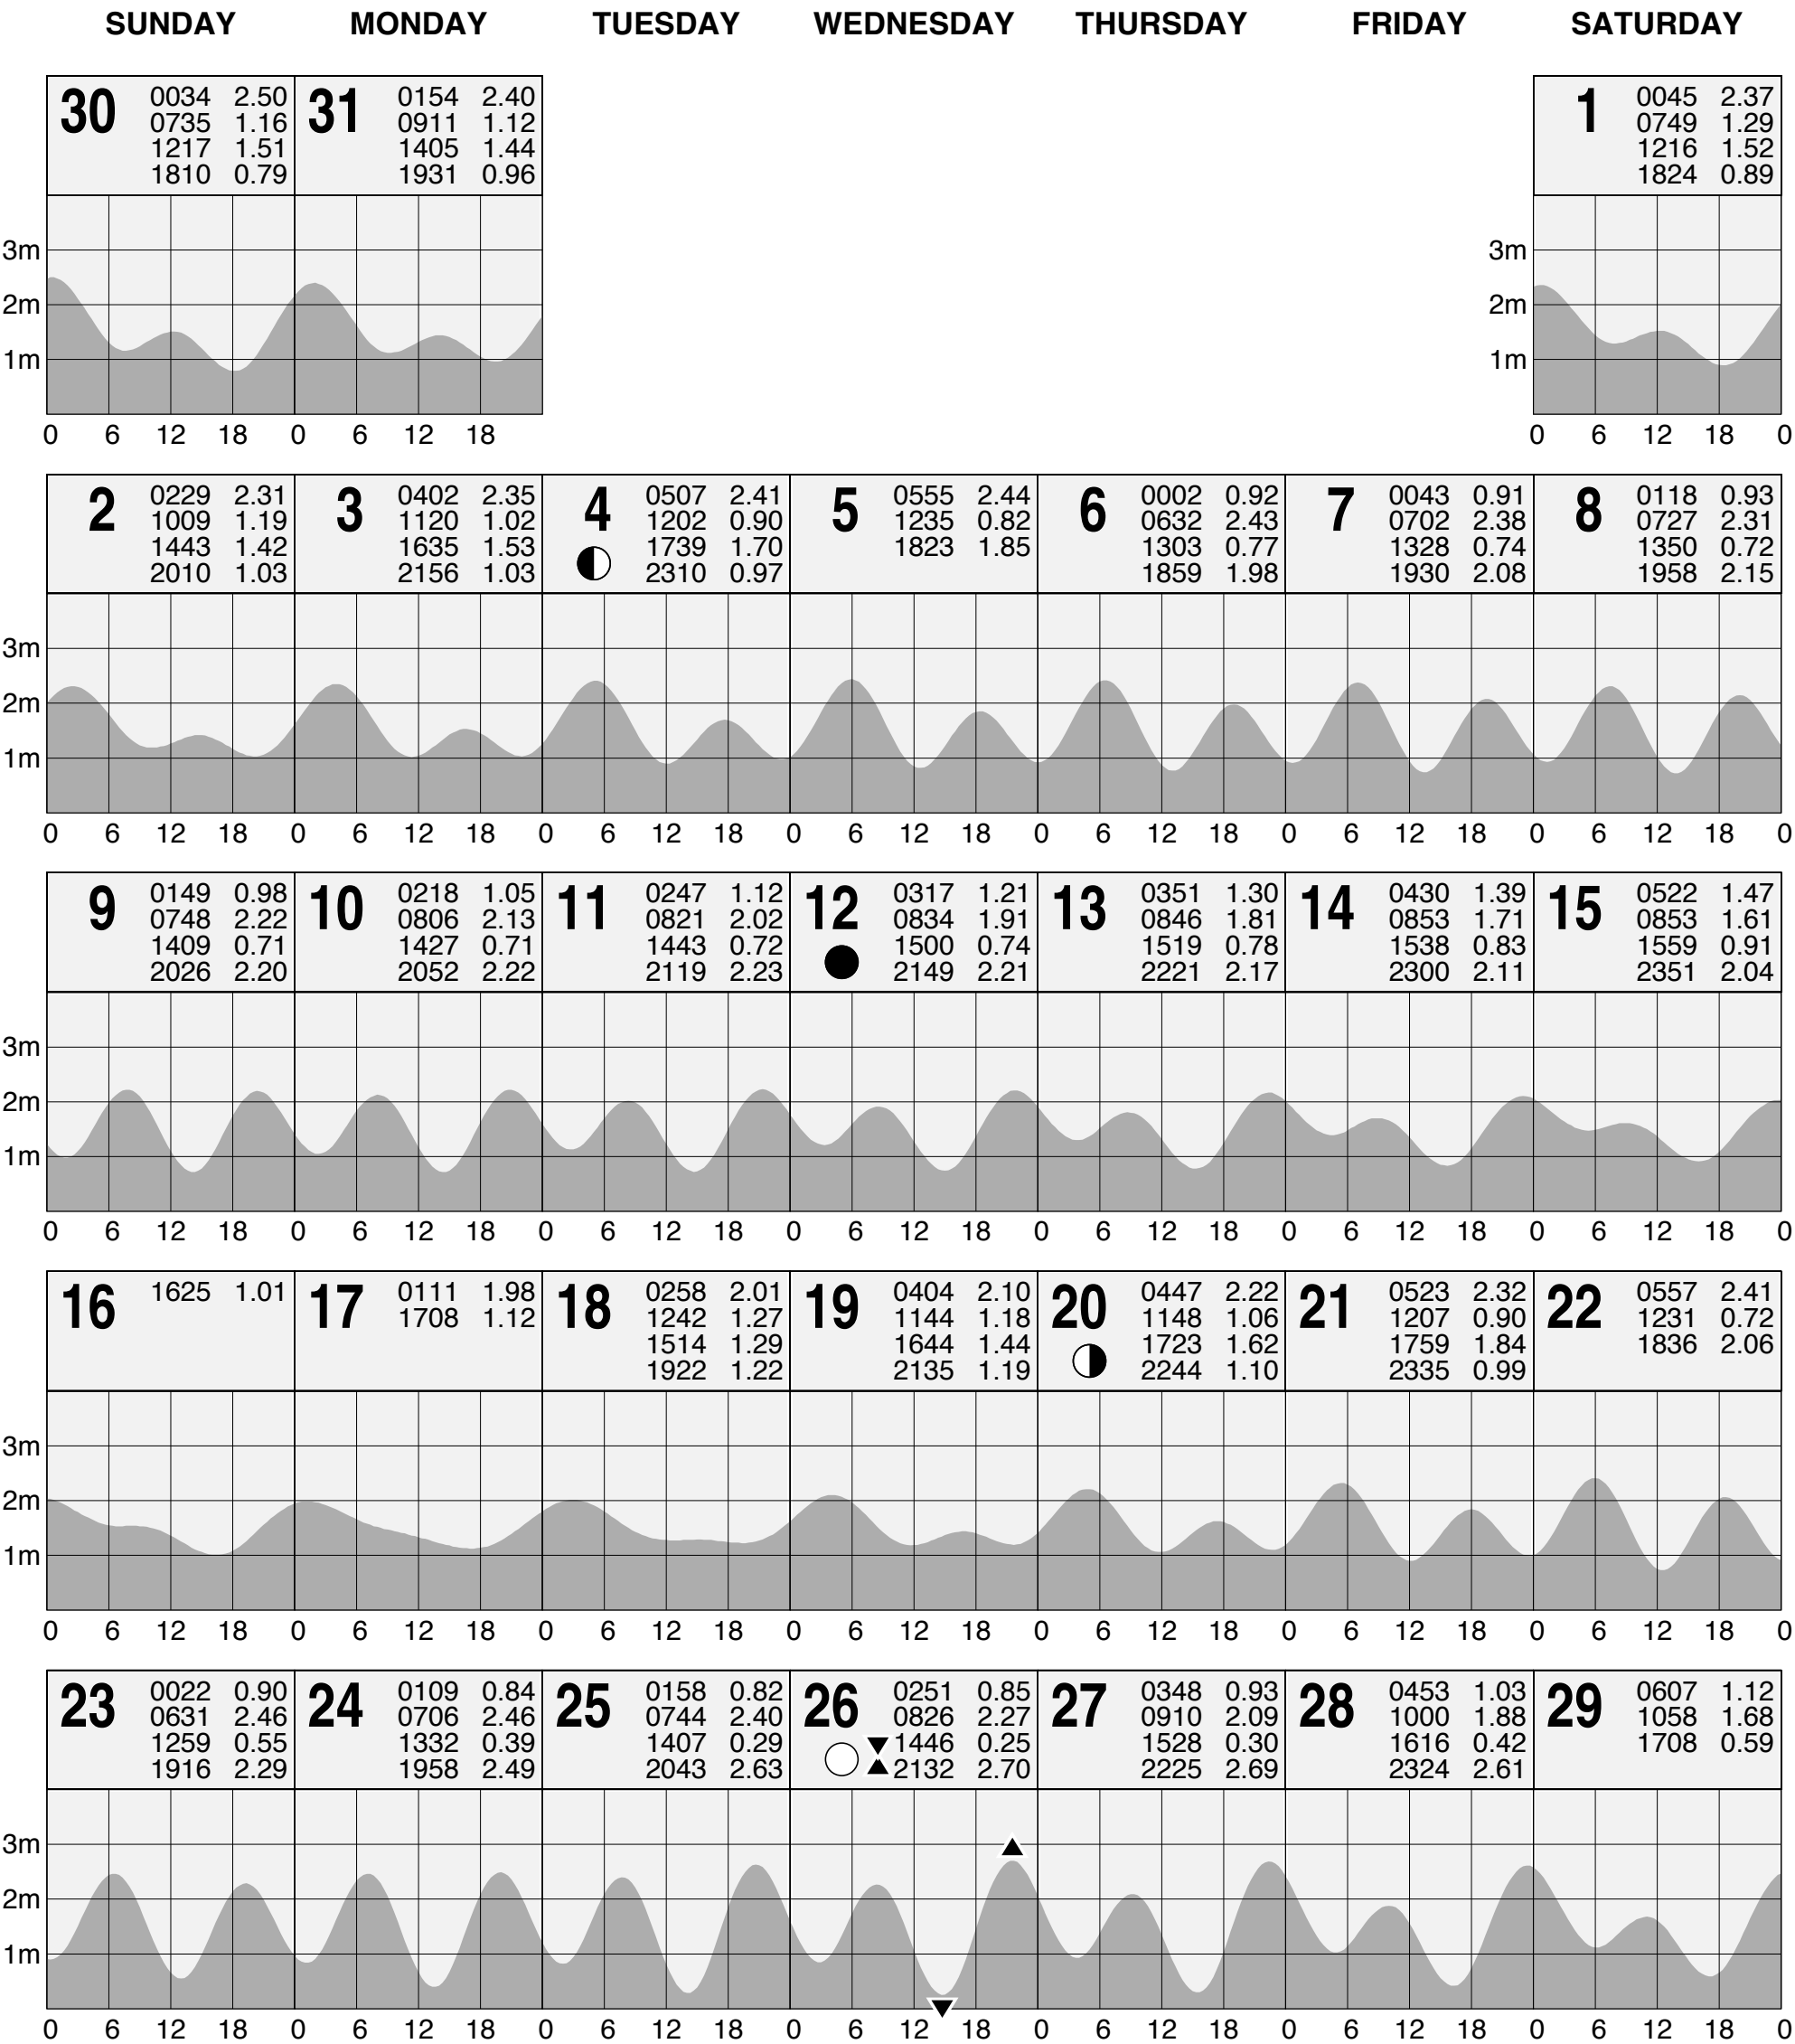 SUNDAY MONDAY TUESDAY WEDNESDAY THURSDAY FRIDAY SATURDAY
30 0034 2.50 31 0154 2.40 1 0045 2.37
0735 1.16 0911 1.12 0749 1.29
1217 1.51 1405 1.44 1216 1.52
1810 0.79 1931 0.96 1824 0.89
3m 3m
2m 2m
1m 1m
0 6 12 18 0 6 12 18 0 6 12 18 0
2 0229 2.31 3 0402 2.35 4 0507 2.41 5 0555 2.44 6 0002 0.92 7 0043 0.91 8 0118 0.93
1009 1.19 1120 1.02 1202 0.90 1235 0.82 0632 2.43 0702 2.38 0727 2.31
1443 1.42 1635 1.53 1739 1.70 1823 1.85 1303 0.77 1328 0.74 1350 0.72
2010 1.03 2156 1.03 2310 0.97 1859 1.98 1930 2.08 1958 2.15
3m
2m
1m
0 6 12 18 0 6 12 18 0 6 12 18 0 6 12 18 0 6 12 18 0 6 12 18 0 6 12 18 0
9 0149 0.98 10 0218 1.05 11 0247 1.12 12 0317 1.21 13 0351 1.30 14 0430 1.39 15 0522 1.47
0748 2.22 0806 2.13 0821 2.02 0834 1.91 0846 1.81 0853 1.71 0853 1.61
1409 0.71 1427 0.71 1443 0.72 1500 0.74 1519 0.78 1538 0.83 1559 0.91
2026 2.20 2052 2.22 2119 2.23 2149 2.21 2221 2.17 2300 2.11 2351 2.04
3m
2m
1m
0 6 12 18 0 6 12 18 0 6 12 18 0 6 12 18 0 6 12 18 0 6 12 18 0 6 12 18 0
16 1625 1.01 17 0111 1.98 18 0258 2.01 19 0404 2.10 20 0447 2.22 21 0523 2.32 22 0557 2.41
1708 1.12 1242 1.27 1144 1.18 1148 1.06 1207 0.90 1231 0.72
1514 1.29 1644 1.44 1723 1.62 1759 1.84 1836 2.06
1922 1.22 2135 1.19 2244 1.10 2335 0.99
3m
2m
1m
0 6 12 18 0 6 12 18 0 6 12 18 0 6 12 18 0 6 12 18 0 6 12 18 0 6 12 18 0
23 0022 0.90 24 0109 0.84 25 0158 0.82 26 0251 0.85 27 0348 0.93 28 0453 1.03 29 0607 1.12
0631 2.46 0706 2.46 0744 2.40 0826 2.27 0910 2.09 1000 1.88 1058 1.68
1259 0.55 1332 0.39 1407 0.29 1446 0.25 1528 0.30 1616 0.42 1708 0.59
1916 2.29 1958 2.49 2043 2.63 2132 2.70 2225 2.69 2324 2.61
3m
2m
1m
0 6 12 18 0 6 12 18 0 6 12 18 0 6 12 18 0 6 12 18 0 6 12 18 0 6 12 18 0